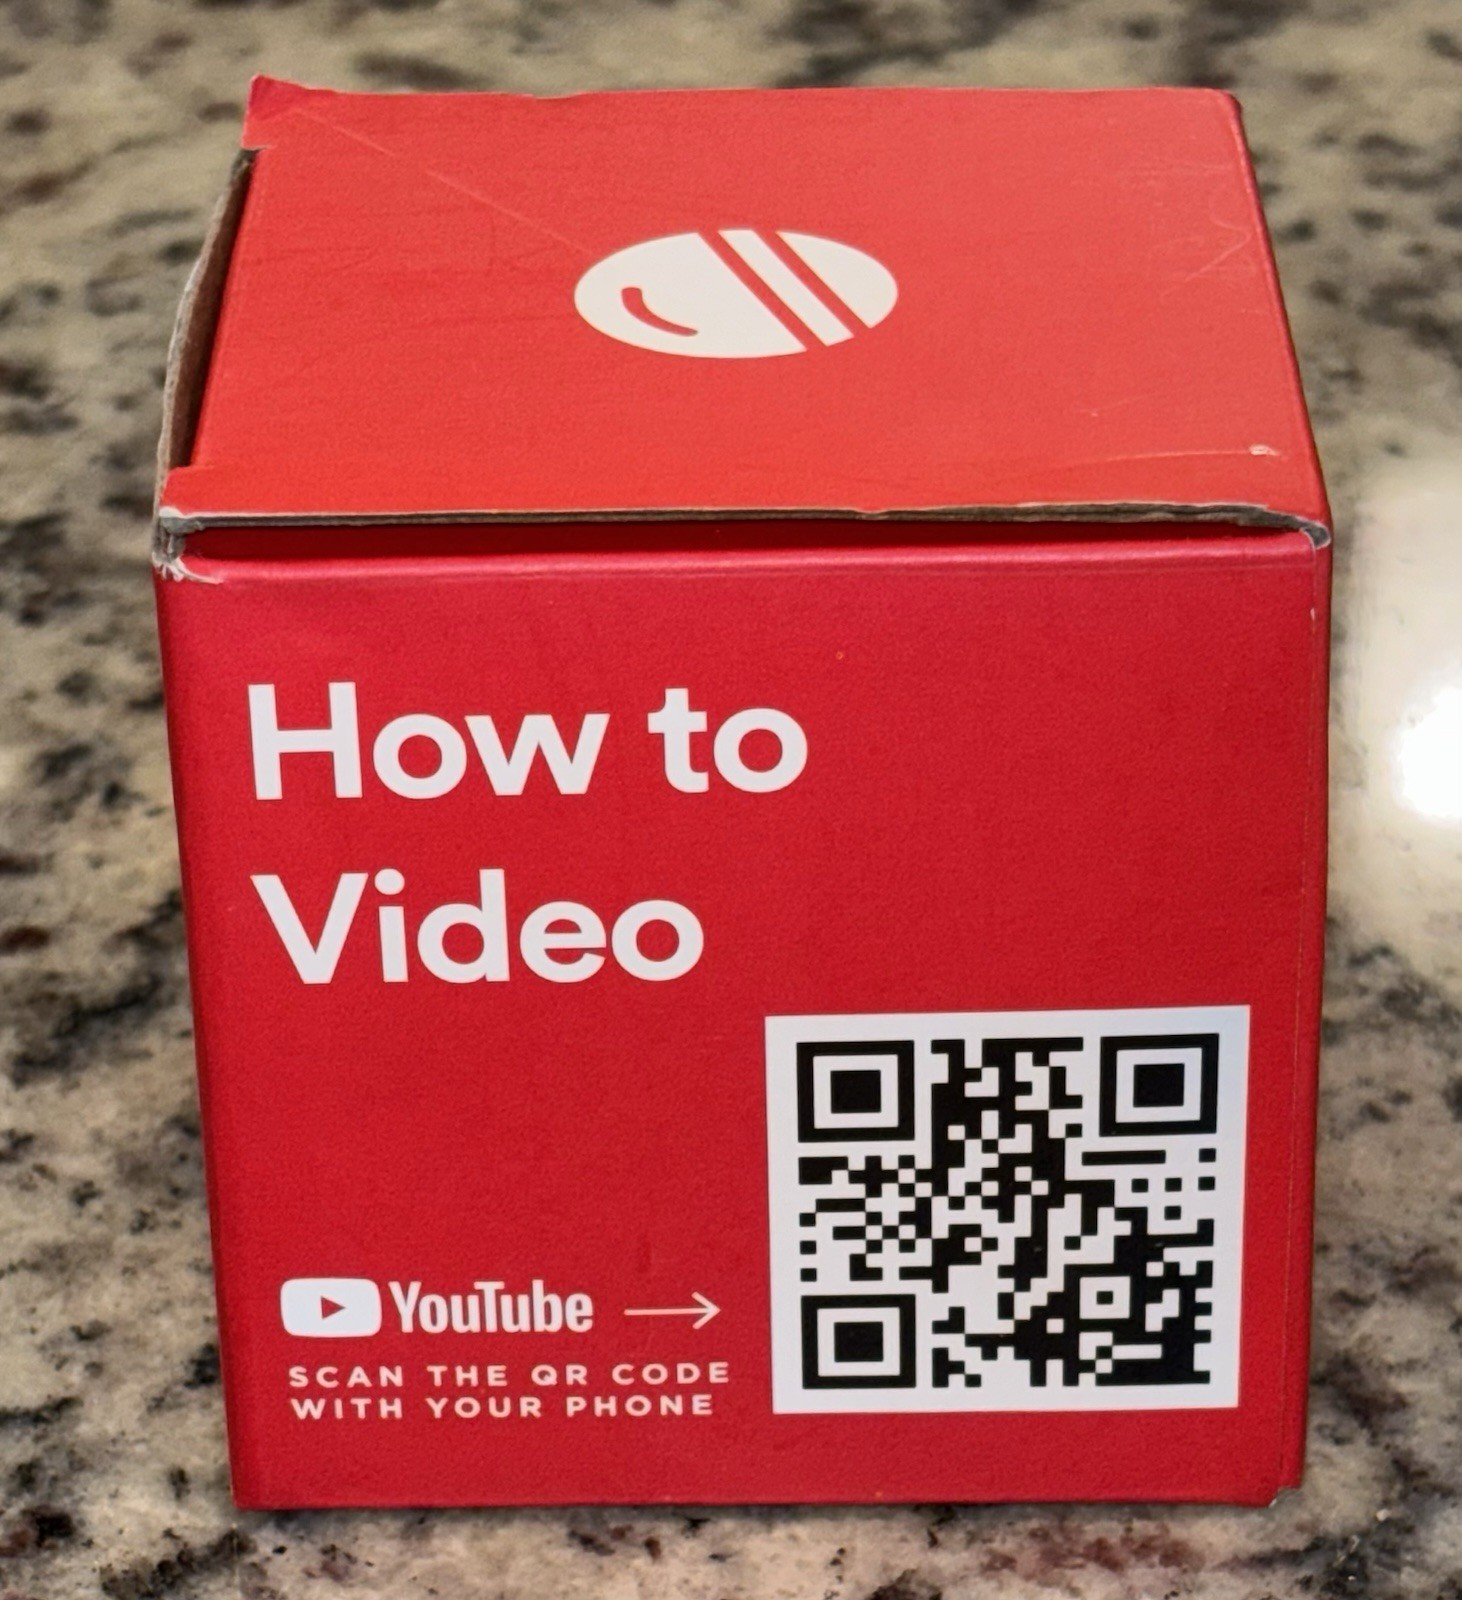 How to
Video
YouTube
SCAN THE QR CODE
WITH YOUR PHONE